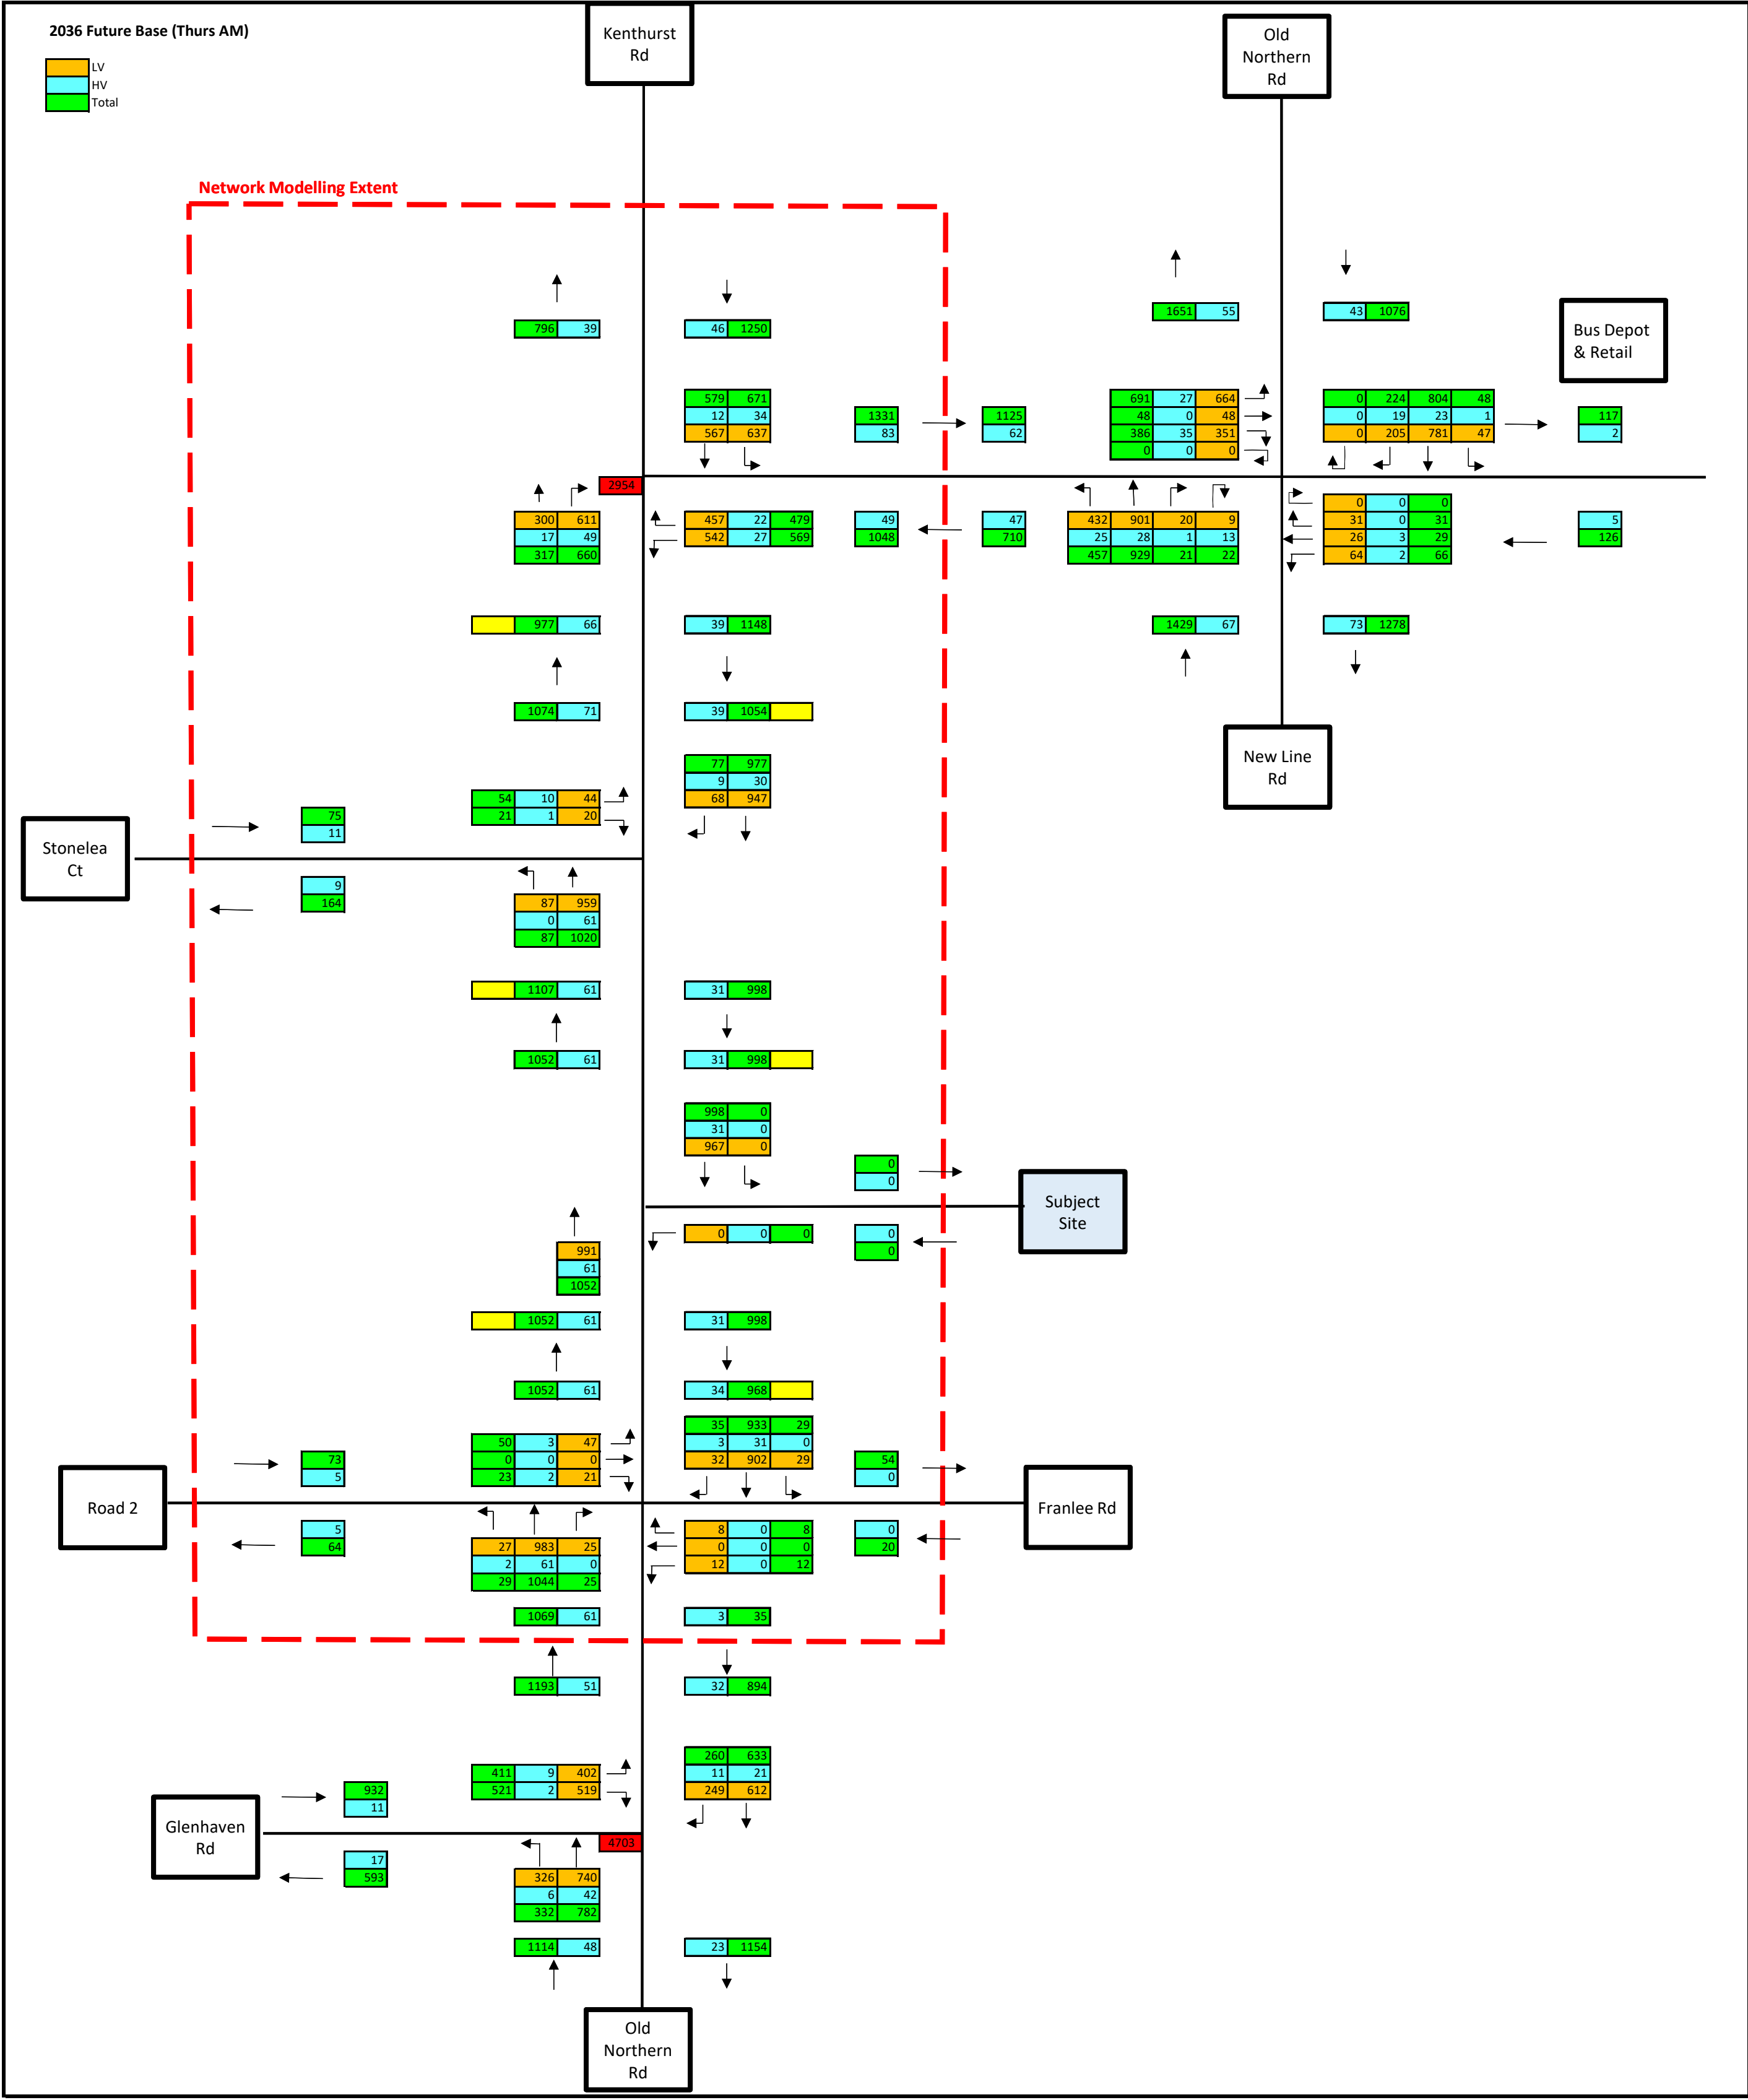 2036 Future Base (Thurs AM)
LV
HV
Total
Kenthurst
Rd
Old
Northern
Rd
Network Modelling Extent
796 39
46 1250
1651 55
43 1076
Bus Depot
& Retail
579 671
12 34
567 637
1331
83
1125
62
691 27 664
48 0 48
386 35 351
0 0 0
0 224 804 48
0 19 23 1
0 205 781 47
117
2
2954
300 611
17 49
317 660
457 22 479
542 27 569
49
1048
47
710
432 901 20 9
25 28 1 13
457 929 21 22
0 0 0
31 0 31
26 3 29
64 2 66
5
126
977 66
39 1148
1429 67
73 1278
1074 71
39 1054
New Line
Rd
77 977
9 30
68 947
54 10 44
21 1 20
75
11
Stonelea
Ct
9
164
87 959
0 61
87 1020
1107 61
31 998
1052 61
31 998
998 0
31 0
967 0
0
0
Subject
Site
0 0 0
0
0
991
61
1052
1052 61
31 998
1052 61
34 968
35 933 29
3 31 0
32 902 29
50 3 47
0 0 0
23 2 21
73
5
54
0
Road 2
Franlee Rd
5
64
27 983 25
2 61 0
29 1044 25
8 0 8
0 0 0
12 0 12
0
20
1069 61
3 35
1193 51
32 894
260 633
11 21
249 612
411 9 402
521 2 519
932
11
Glenhaven
Rd
4703
17
593
326 740
6 42
332 782
1114 48
23 1154
Old
Northern
Rd